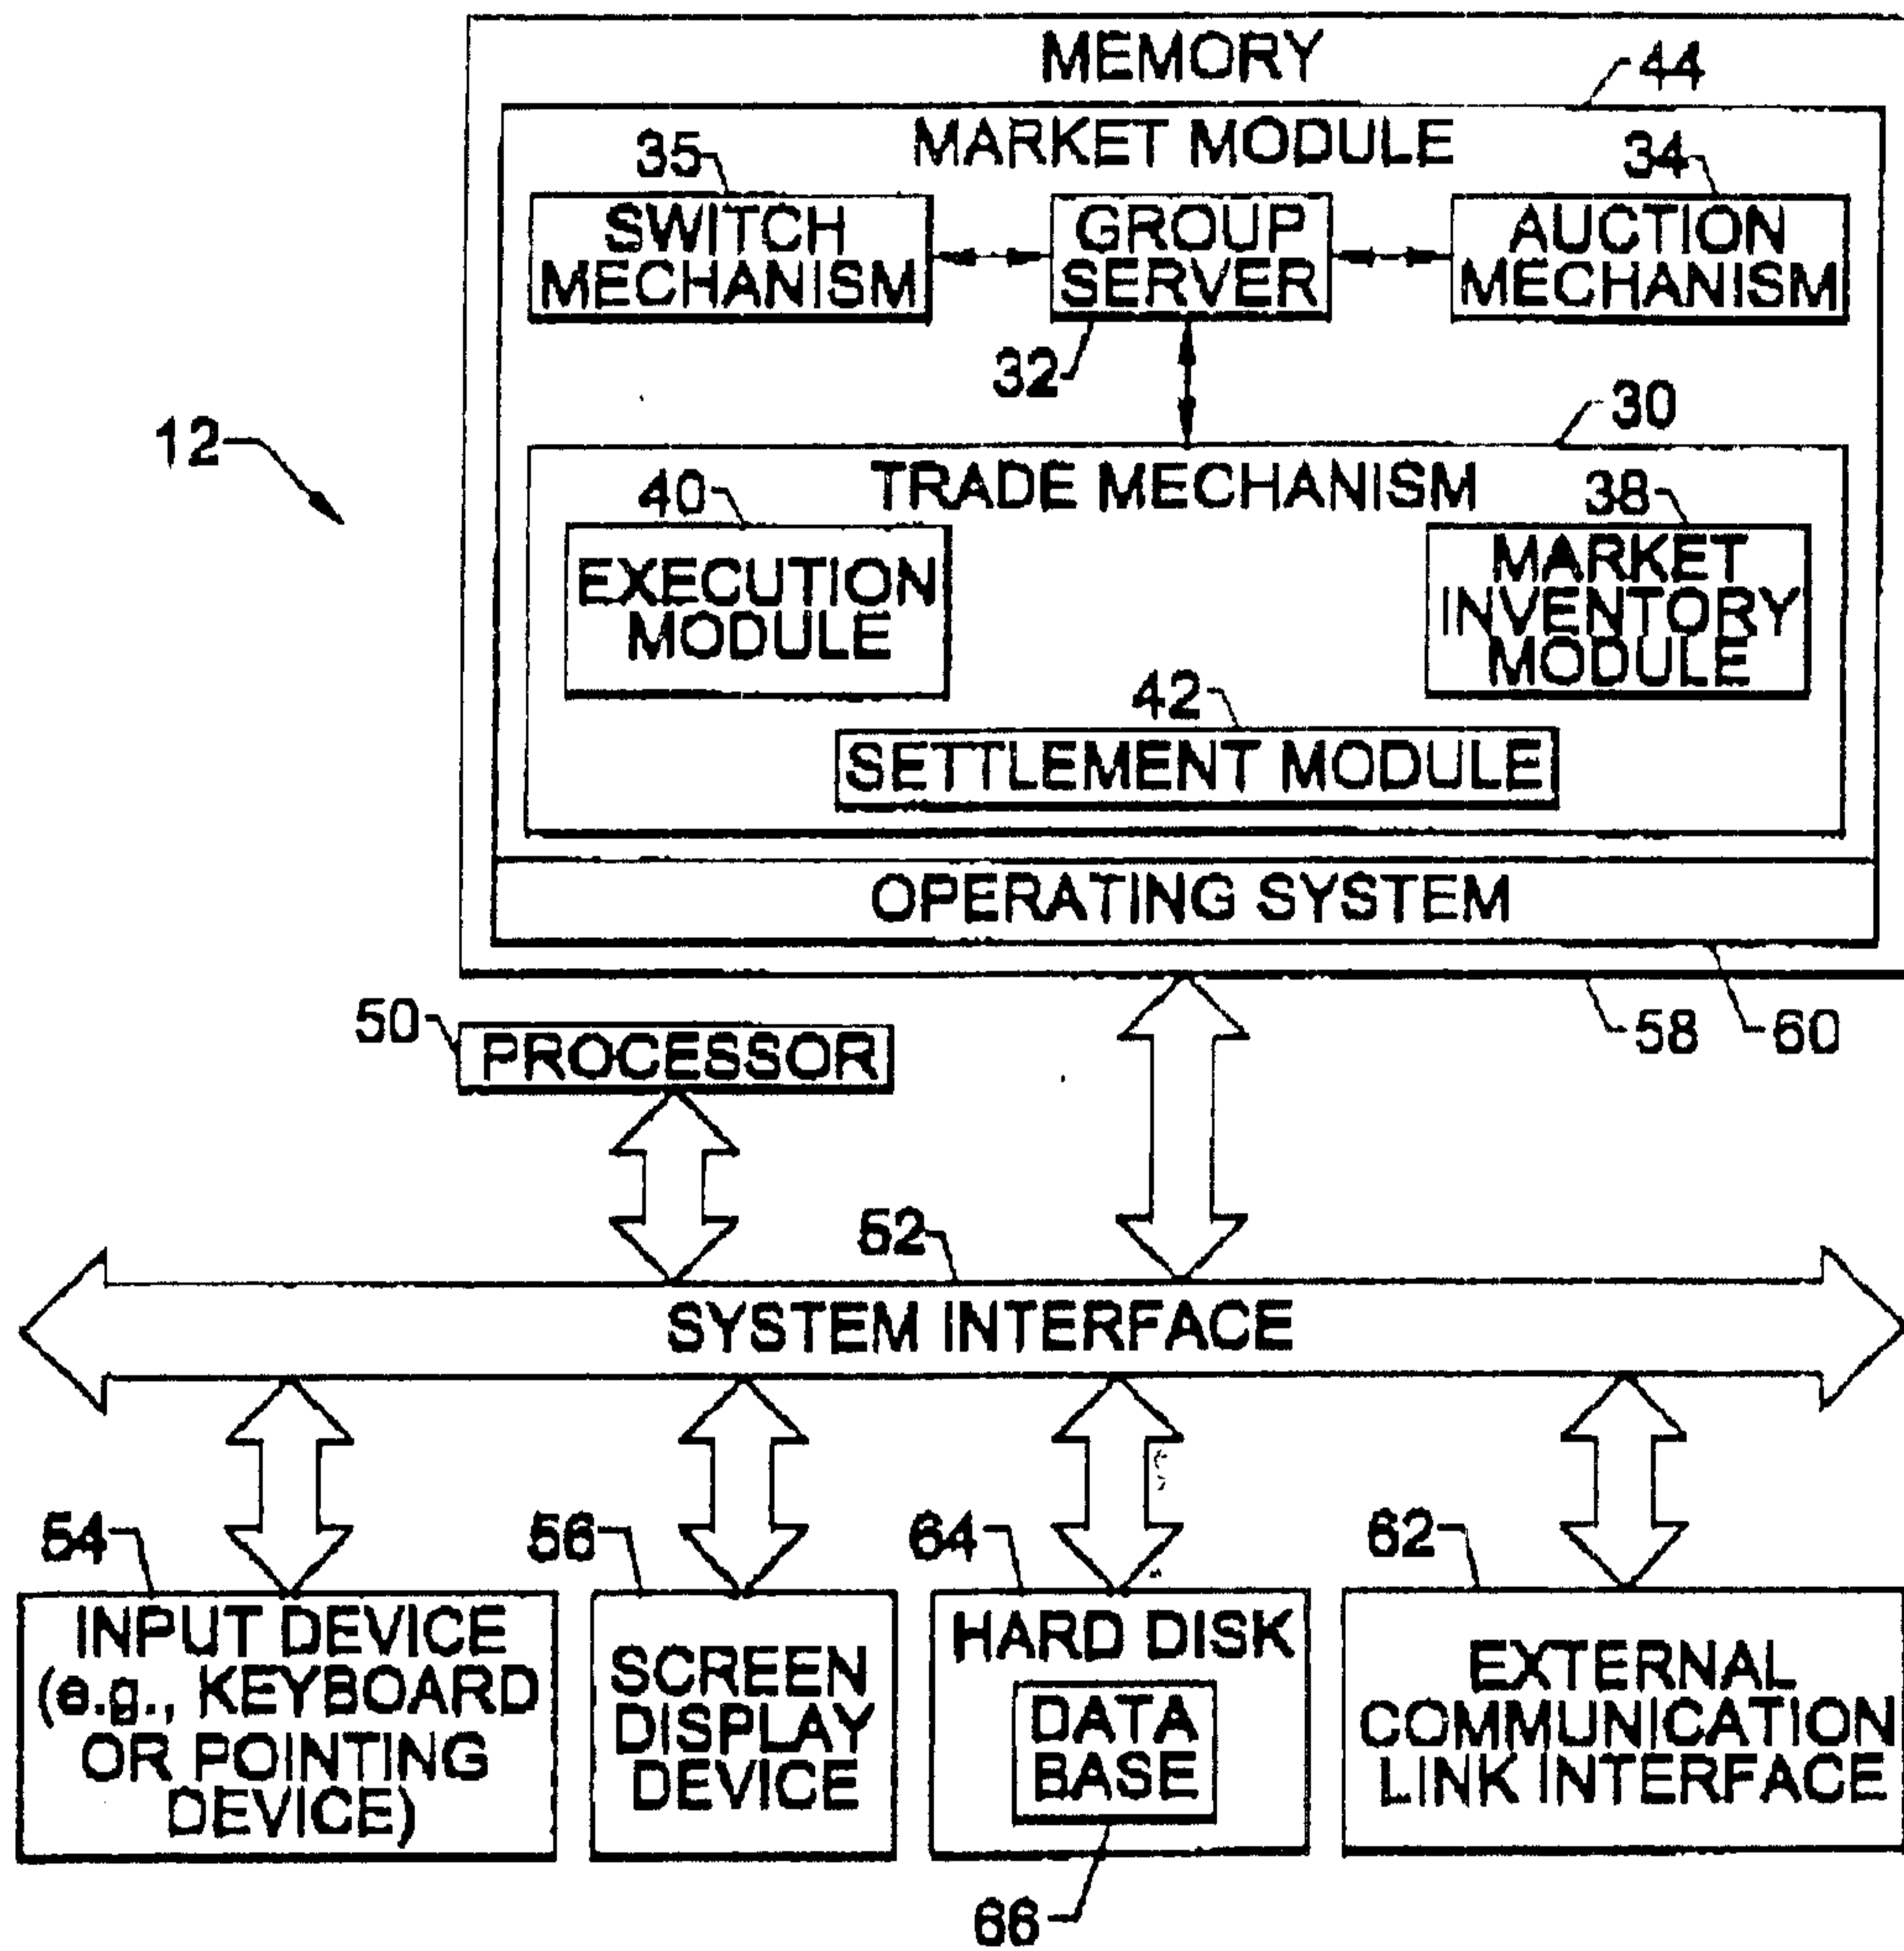 MEMORY
44
MARKET MODULE
35
34
SWITCH
MECHANISM
GROUP
SERVER
AUCTION
MECHANISM
32
30
12
TRADE MECHANISM
40
38
EXECUTION
MODULE
MARKET
INVENTORY
MODULE
42
SETTLEMENT MODULE
OPERATING SYSTEM
50
PROCESSOR
58
60
52
SYSTEM INTERFACE
54
56
64
62
INPUT DEVICE
(e.g., KEYBOARD
OR POINTING
DEVICE)
SCREEN
DISPLAY
DEVICE
HARD DISK
DATA
BASE
EXTERNAL
COMMUNICATION
LINK INTERFACE
66